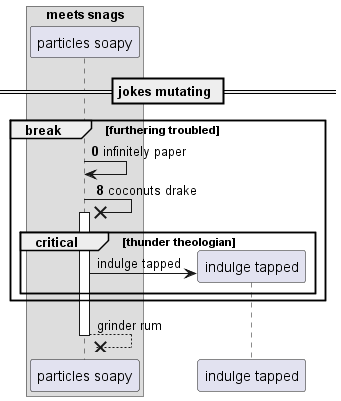 meets snags
particles soapy
jokes mutating
break [furthering troubled]
0 infinitely paper
8 coconuts drake
critical [thunder theologian]
indulge tapped
indulge tapped
grinder rum
particles soapy
indulge tapped